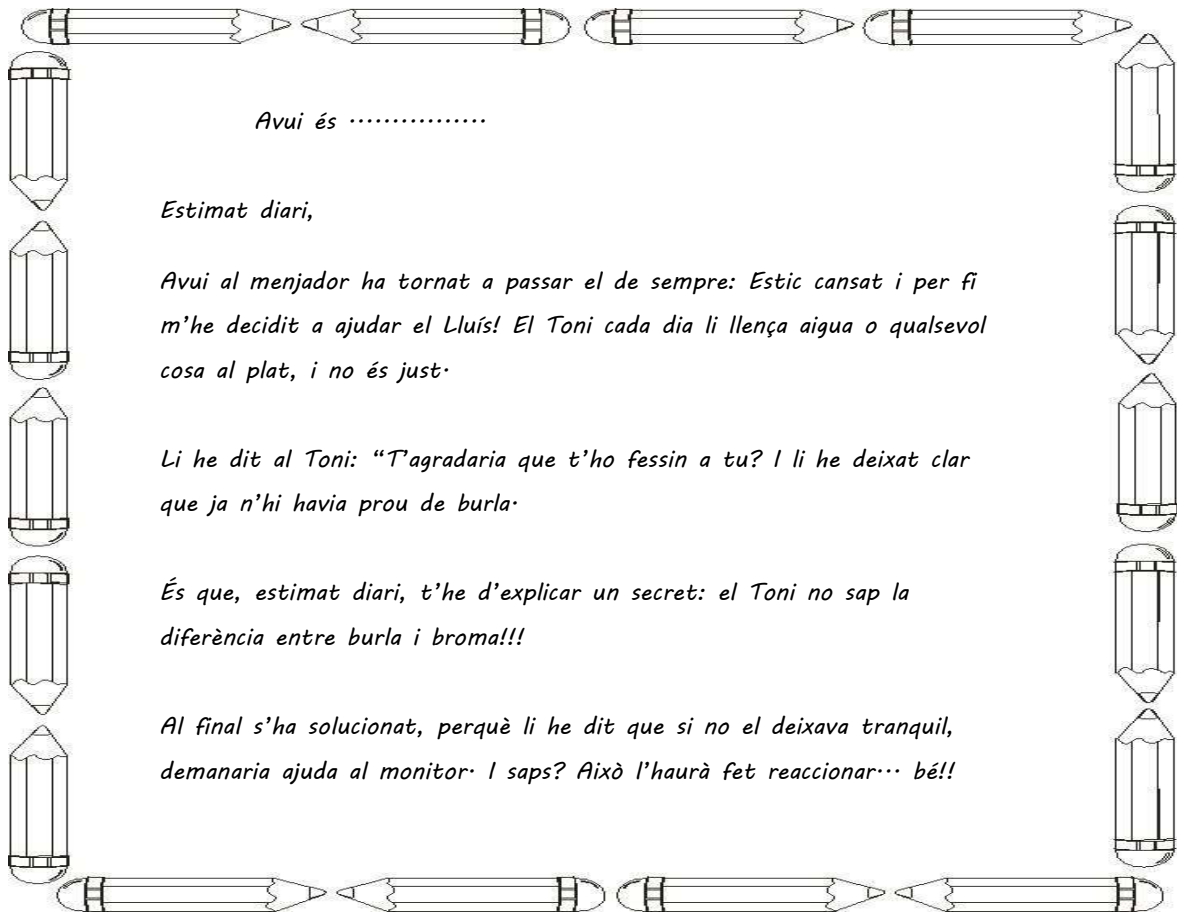 Avui és ················
Estimat diari,
Avui al menjador ha tornat a passar el de sempre: Estic cansat i per fi
m’he decidit a ajudar el Lluís! El Toni cada dia li llença aigua o qualsevol
cosa al plat, i no és just·
Li he dit al Toni: “T’agradaria que t’ho fessin a tu? I li he deixat clar
que ja n’hi havia prou de burla·
És que, estimat diari, t’he d’explicar un secret: el Toni no sap la
diferència entre burla i broma!!!
Al final s’ha solucionat, perquè li he dit que si no el deixava tranquil,
demanaria ajuda al monitor· I saps? Això l’haurà fet reaccionar··· bé!!